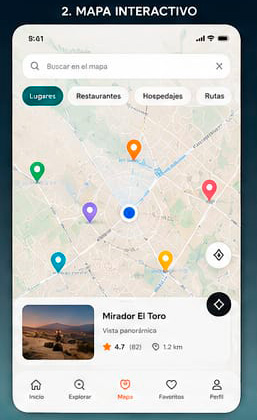 2. MAPA INTERACTIVO
9:41
Buscar en el mapa
Lugares Restaurantes Hospedajes Rutas
Mirador El Toro
Vista panorámica
4.7 (82) 1.2 km
Inicio Explorar Mapa Favoritos Perfil